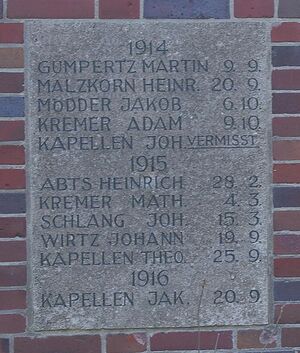 1914
GUMPERTZ MARTIN 9. 9.
MALZKORN HEINR. 20. 9.
MÖDDER JAKOB 6. 10.
KREMER ADAM 9. 10.
KAPELLEN JOH. VERMISST
1915
ABTS HEINRICH 28. 2.
KREMER MATH. 4. 3.
SCHLANG JOH. 15. 3.
WIRTZ JOHANN 19. 9.
KAPELLEN THEO. 25. 9.
1916
KAPELLEN JAK. 20. 9.